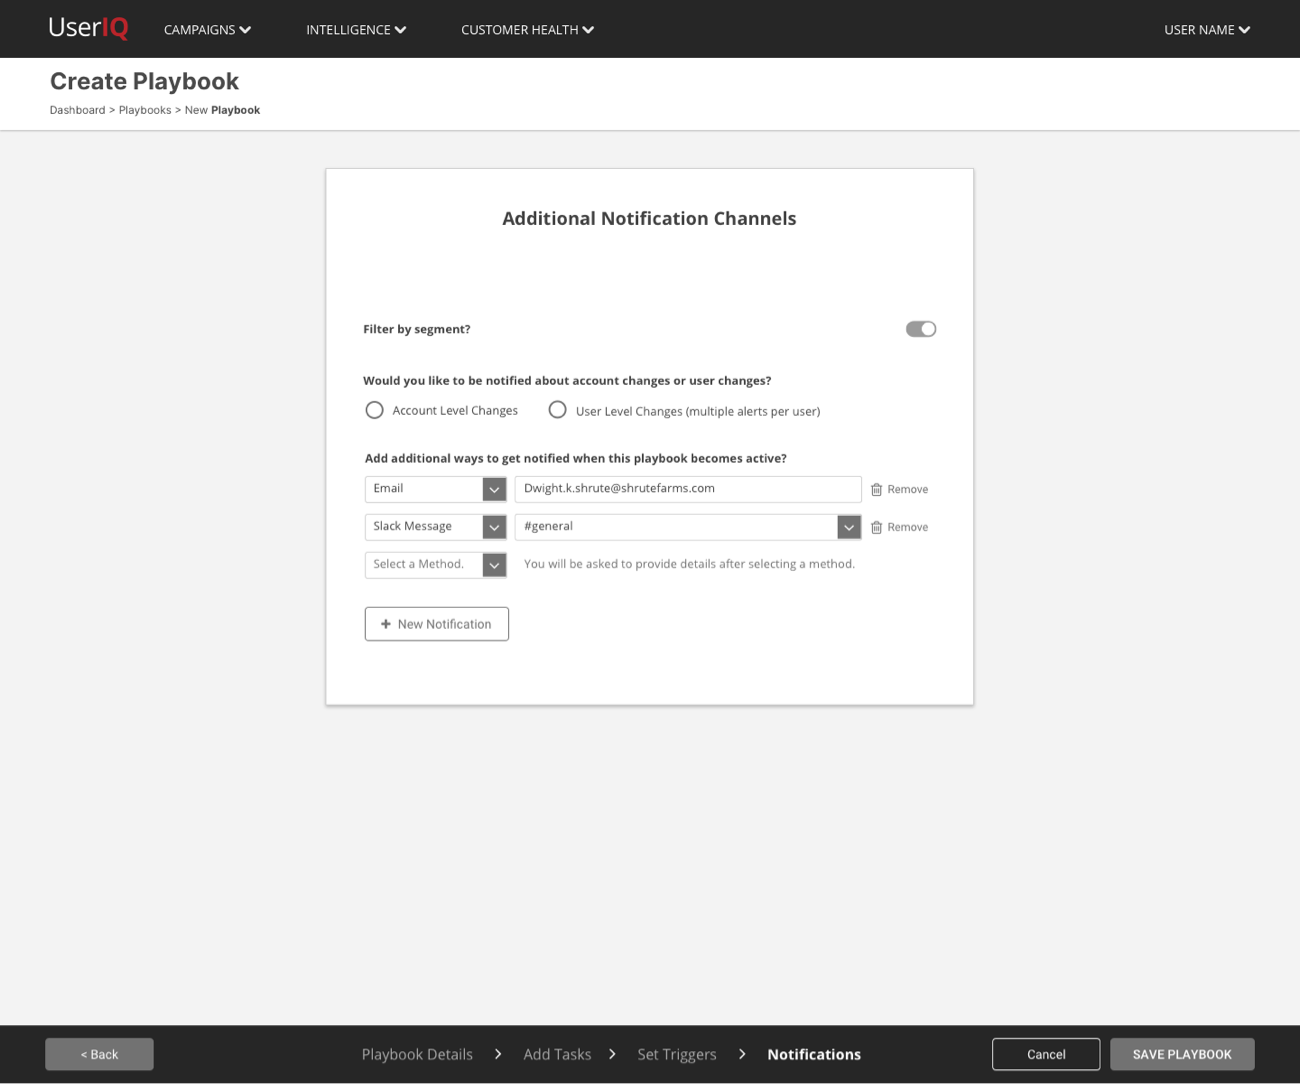 UserIQ CAMPAIGNS INTELLIGENCE CUSTOMER HEALTH USER NAME
Create Playbook
Dashboard > Playbooks > New Playbook
Additional Notification Channels
Filter by segment?
Would you like to be notified about account changes or user changes?
Account Level Changes User Level Changes (multiple alerts per user)
Add additional ways to get notified when this playbook becomes active?
Email Dwight.k.shrute@shrutefarms.com Remove
Slack Message #general Remove
Select a Method. You will be asked to provide details after selecting a method.
+ New Notification
< Back Playbook Details > Add Tasks > Set Triggers > Notifications Cancel SAVE PLAYBOOK